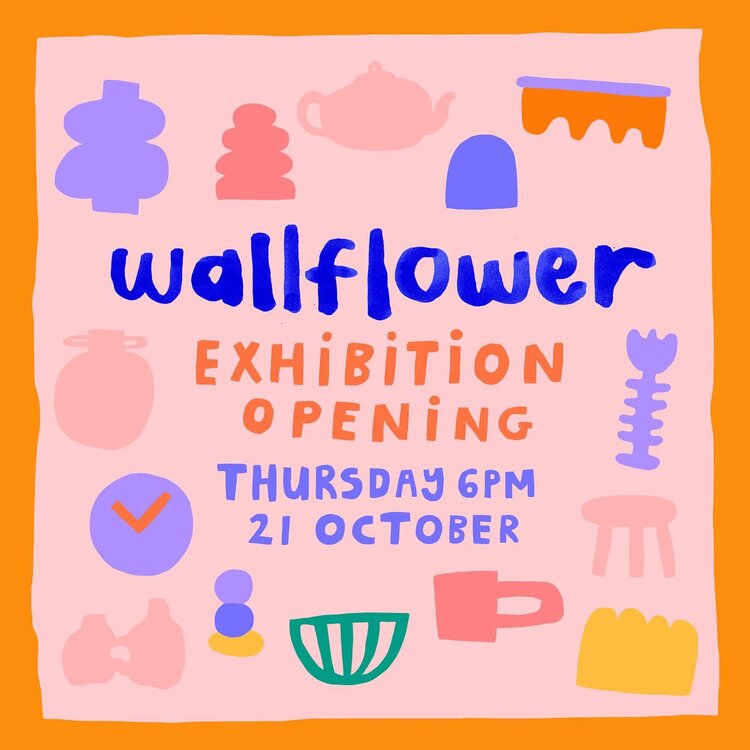 wallflower
EXHiBiTiON
OPENiNG
THURSDAY 6PM
21 OCTOBER